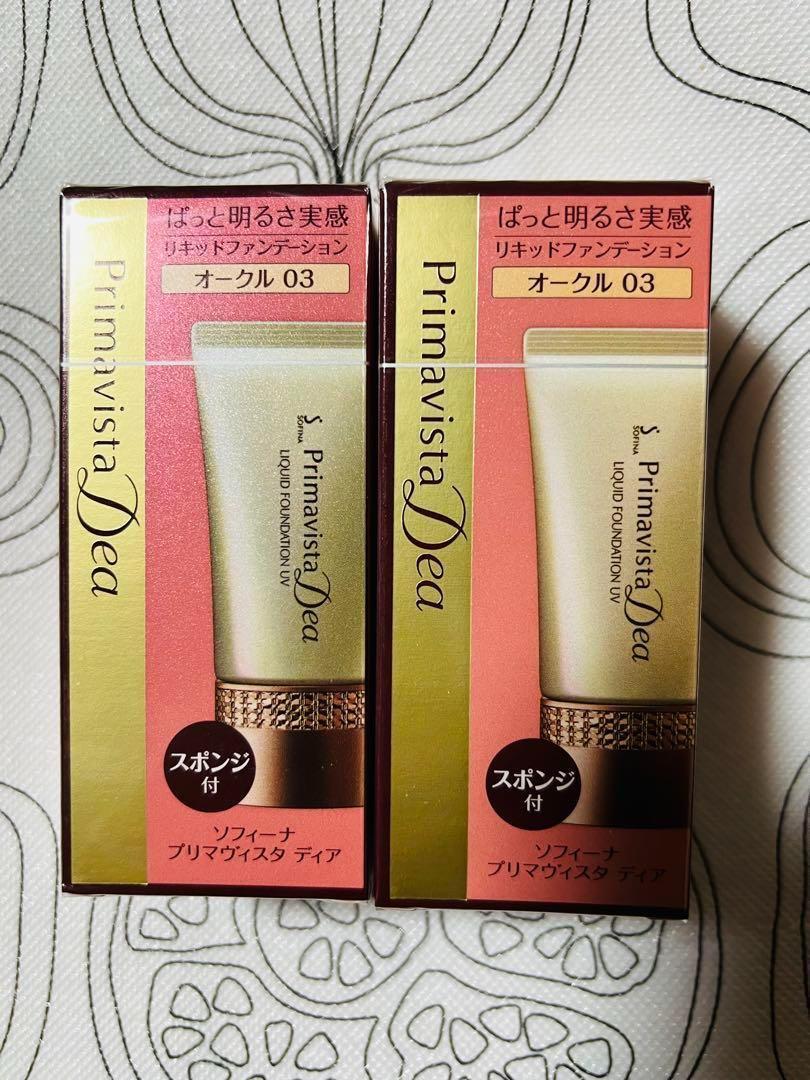 ぱっと明るさ実感
リキッドファンデーション
オークル 03
Primavista Dea
S
SOFINA
Primavista Dea
LIQUID FOUNDATION UV
スポンジ
付
ソフィーナ
プリマヴィスタ ディア
ぱっと明るさ実感
リキッドファンデーション
オークル 03
Primavista Dea
S
SOFINA
Primavista Dea
LIQUID FOUNDATION UV
スポンジ
付
ソフィーナ
プリマヴィスタ ディア